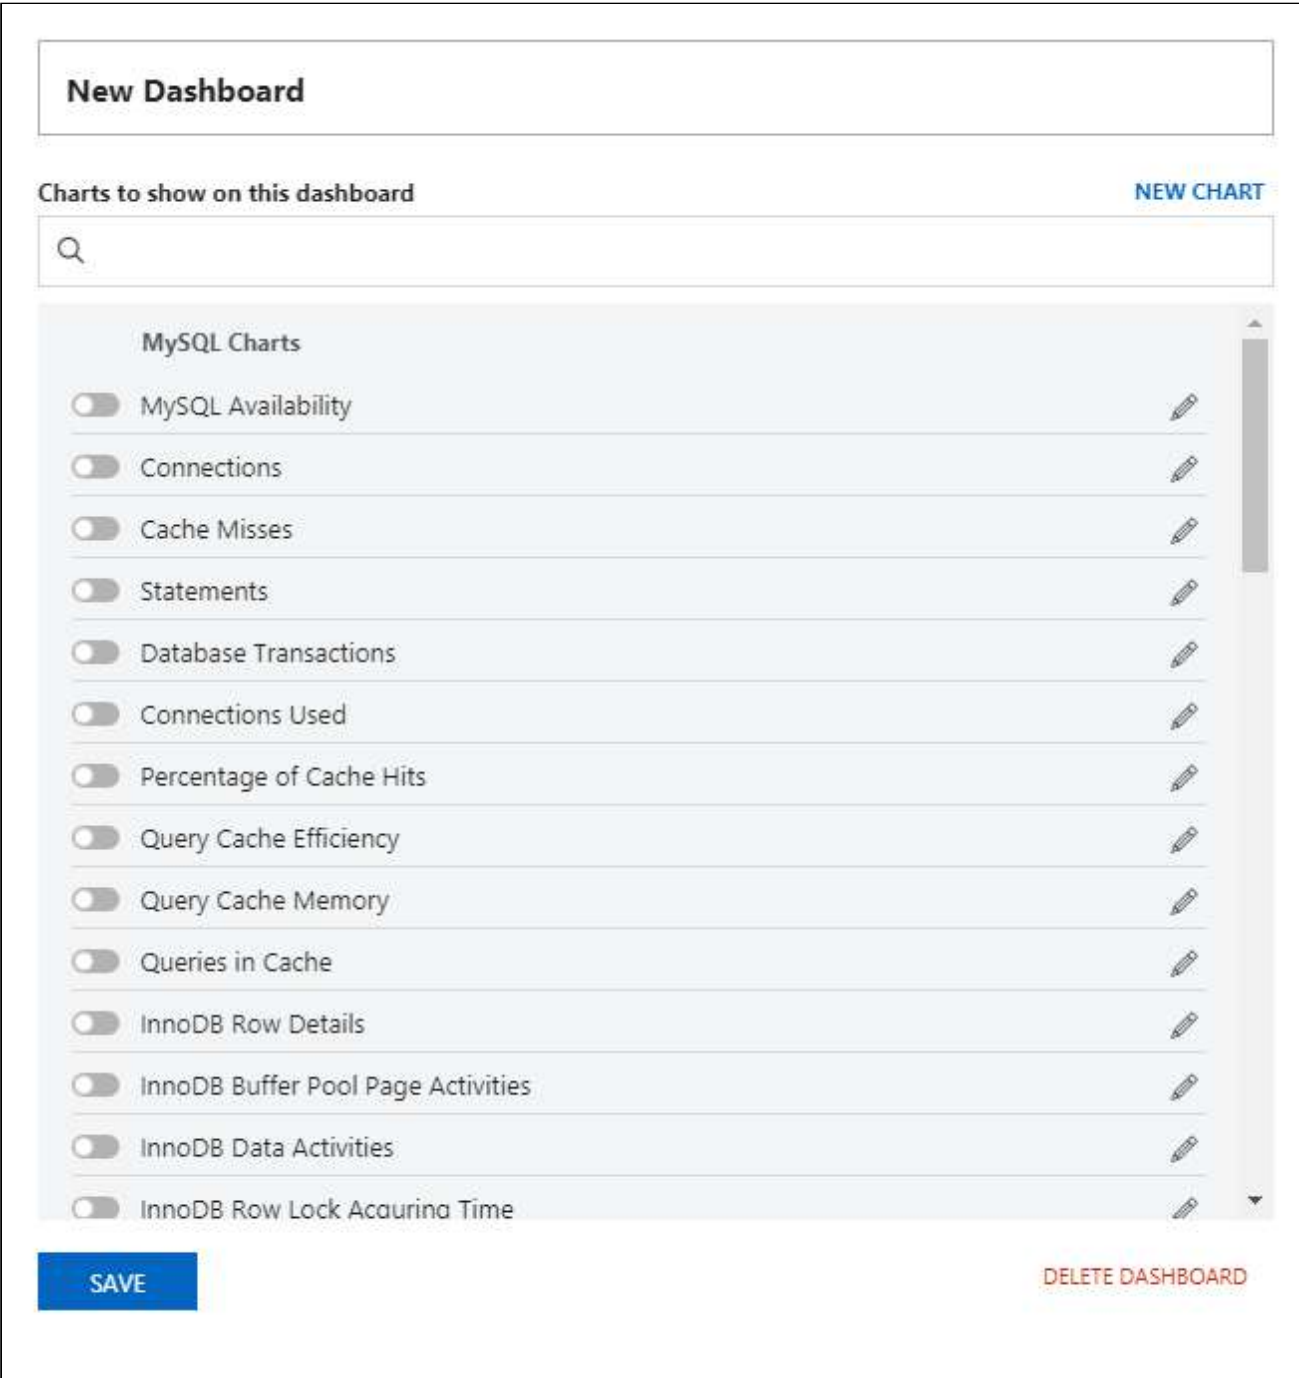 New Dashboard
Charts to show on this dashboard
NEW CHART
MySQL Charts
MySQL Availability
Connections
Cache Misses
Statements
Database Transactions
Connections Used
Percentage of Cache Hits
Query Cache Efficiency
Query Cache Memory
Queries in Cache
InnoDB Row Details
InnoDB Buffer Pool Page Activities
InnoDB Data Activities
InnoDB Row Lock Acquring Time
SAVE
DELETE DASHBOARD